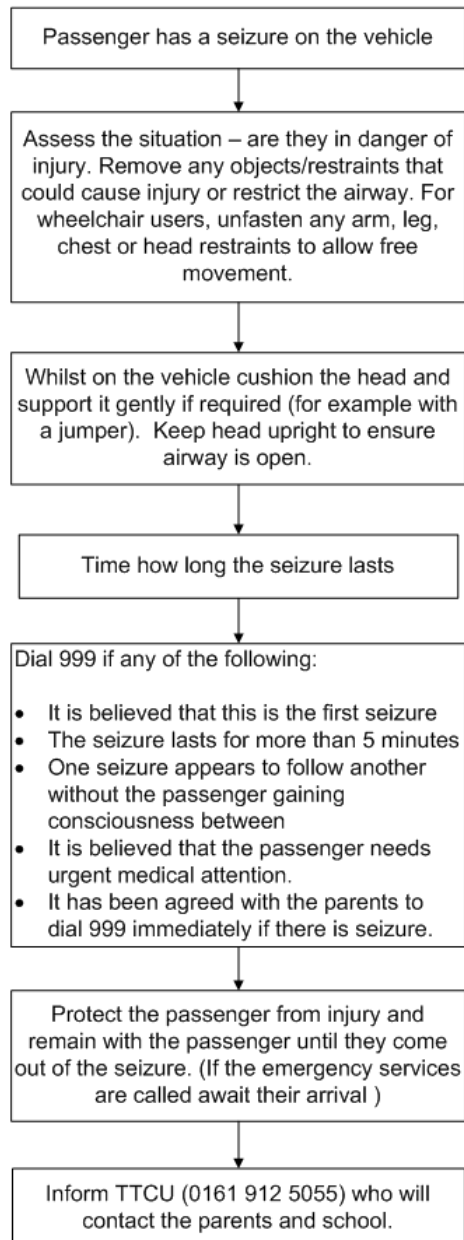 Passenger has a seizure on the vehicle
Assess the situation – are they in danger of
injury. Remove any objects/restraints that
could cause injury or restrict the airway. For
wheelchair users, unfasten any arm, leg,
chest or head restraints to allow free
movement.
Whilst on the vehicle cushion the head and
support it gently if required (for example with
a jumper).  Keep head upright to ensure
airway is open.
Time how long the seizure lasts
Dial 999 if any of the following:
• It is believed that this is the first seizure
• The seizure lasts for more than 5 minutes
• One seizure appears to follow another
without the passenger gaining
consciousness between
• It is believed that the passenger needs
urgent medical attention.
• It has been agreed with the parents to
dial 999 immediately if there is seizure.
Protect the passenger from injury and
remain with the passenger until they come
out of the seizure. (If the emergency services
are called await their arrival )
Inform TTCU (0161 912 5055) who will
contact the parents and school.